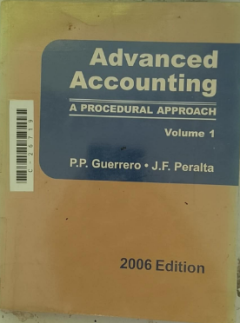 Advanced
Accounting
A PROCEDURAL APPROACH
Volume 1
P.P. Guerrero • J.F. Peralta
2006 Edition